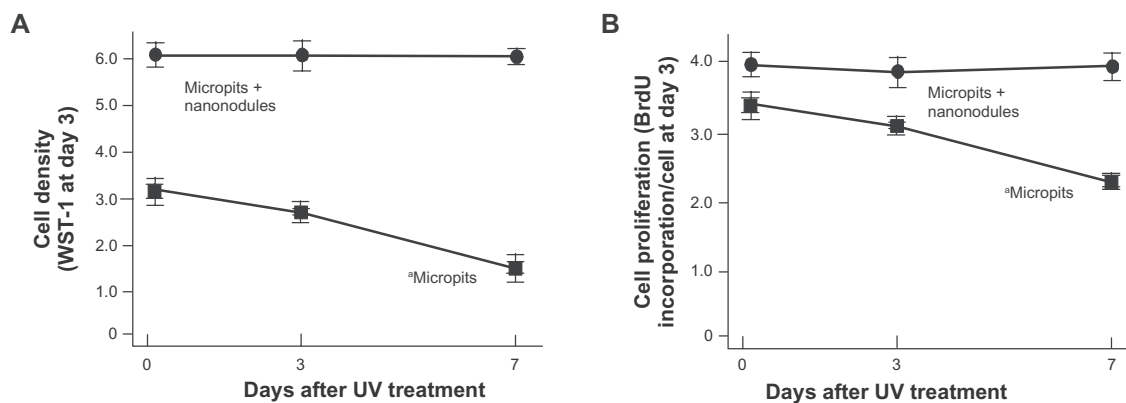 A
Cell density
(WST-1 at day 3)
6.0
5.0
3.0
2.0
1.0
0
Micropits +
nanonodules
ᵃMicropits
0
3
7
Days after UV treatment
B
Cell proliferation (BrdU
incorporation/cell at day 3)
4.0
3.0
2.0
1.0
0
Micropits +
nanonodules
ᵃMicropits
0
3
7
Days after UV treatment